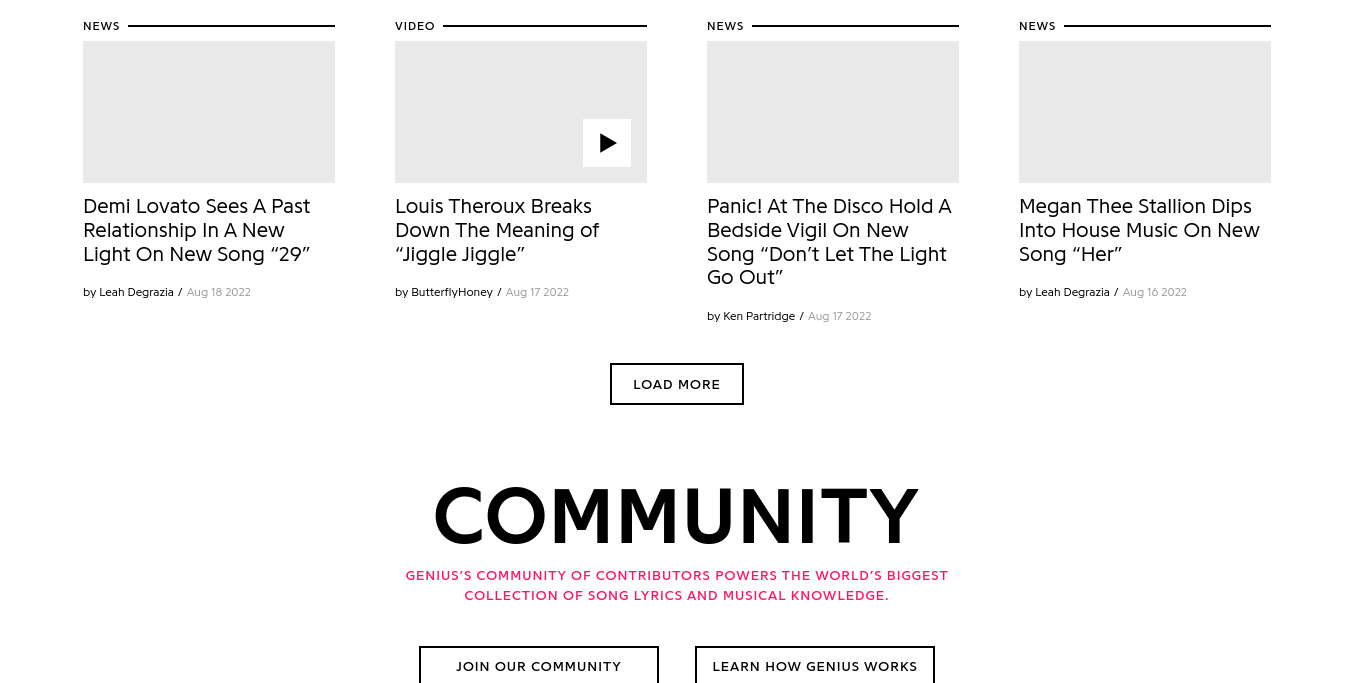 NEWS
Demi Lovato Sees A Past
Relationship In A New
Light On New Song “29”
by Leah Degrazia / Aug 18 2022
VIDEO
Louis Theroux Breaks
Down The Meaning of
“Jiggle Jiggle”
by ButterflyHoney / Aug 17 2022
NEWS
Panic! At The Disco Hold A
Bedside Vigil On New
Song “Don’t Let The Light
Go Out”
by Ken Partridge / Aug 17 2022
NEWS
Megan Thee Stallion Dips
Into House Music On New
Song “Her”
by Leah Degrazia / Aug 16 2022
LOAD MORE
COMMUNITY
GENIUS’S COMMUNITY OF CONTRIBUTORS POWERS THE WORLD’S BIGGEST
COLLECTION OF SONG LYRICS AND MUSICAL KNOWLEDGE.
JOIN OUR COMMUNITY
LEARN HOW GENIUS WORKS